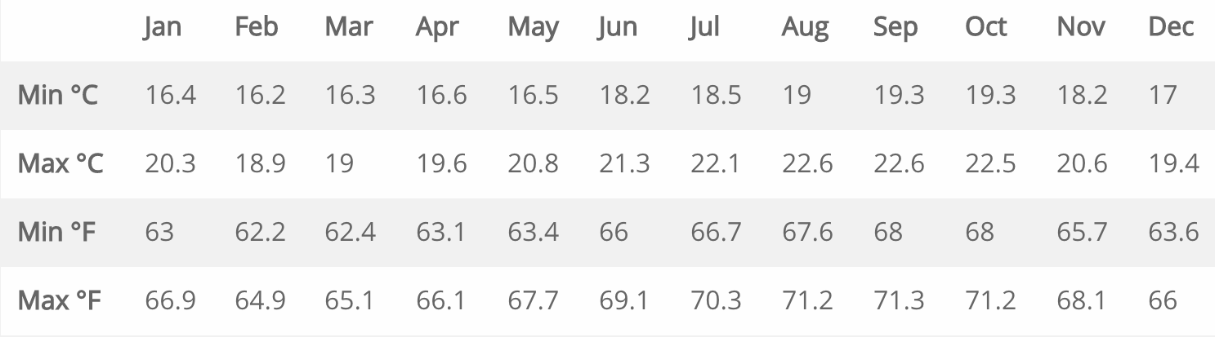 Jan Feb Mar Apr May Jun Jul Aug Sep Oct Nov Dec
Min °C 16.4 16.2 16.3 16.6 16.5 18.2 18.5 19 19.3 19.3 18.2 17
Max °C 20.3 18.9 19 19.6 20.8 21.3 22.1 22.6 22.6 22.5 20.6 19.4
Min °F 63 62.2 62.4 63.1 63.4 66 66.7 67.6 68 68 65.7 63.6
Max °F 66.9 64.9 65.1 66.1 67.7 69.1 70.3 71.2 71.3 71.2 68.1 66